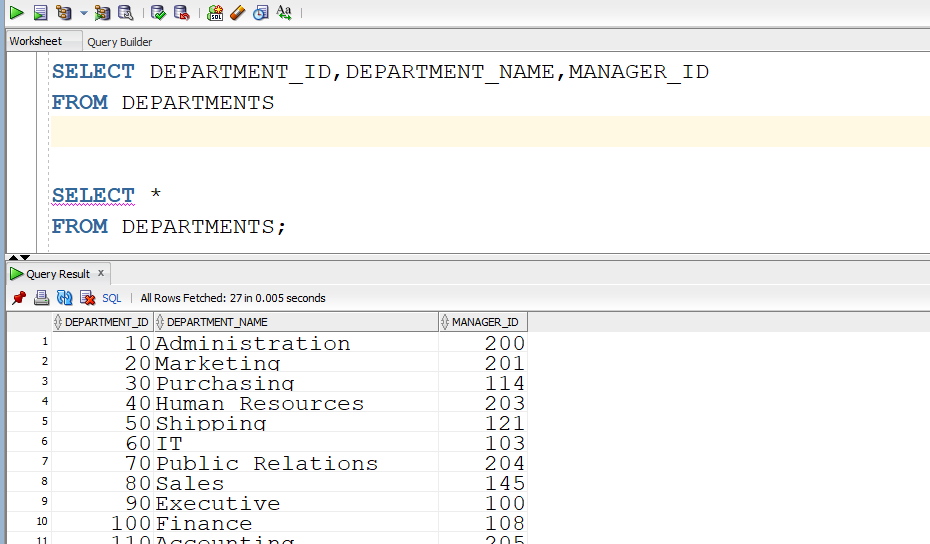 Worksheet Query Builder
SELECT DEPARTMENT_ID,DEPARTMENT_NAME,MANAGER_ID
FROM DEPARTMENTS
SELECT *
FROM DEPARTMENTS;
Query Result x
SQL | All Rows Fetched: 27 in 0.005 seconds
DEPARTMENT_ID DEPARTMENT_NAME MANAGER_ID
1 10 Administration 200
2 20 Marketing 201
3 30 Purchasing 114
4 40 Human Resources 203
5 50 Shipping 121
6 60 IT 103
7 70 Public Relations 204
8 80 Sales 145
9 90 Executive 100
10 100 Finance 108
11 110 Accounting 205